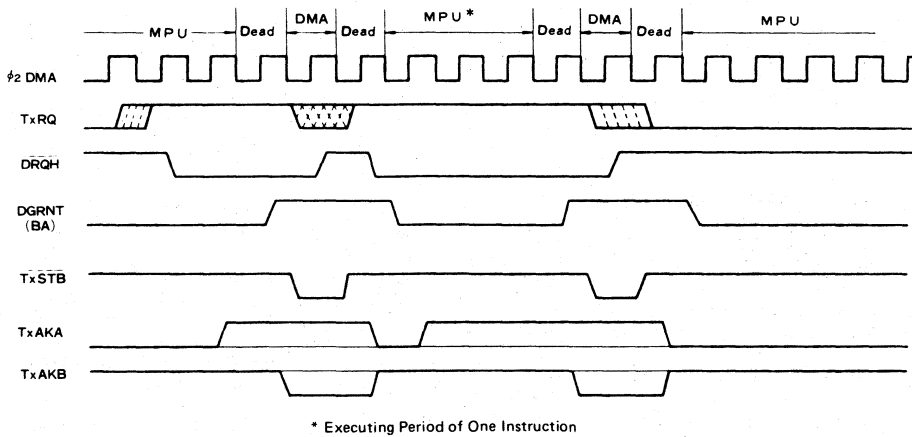 MPU Dead DMA Dead MPU* Dead DMA Dead MPU
φ2 DMA
TxRQ
DRQH
DGRNT
(BA)
TxSTB
TxAKA
TxAKB
* Executing Period of One Instruction